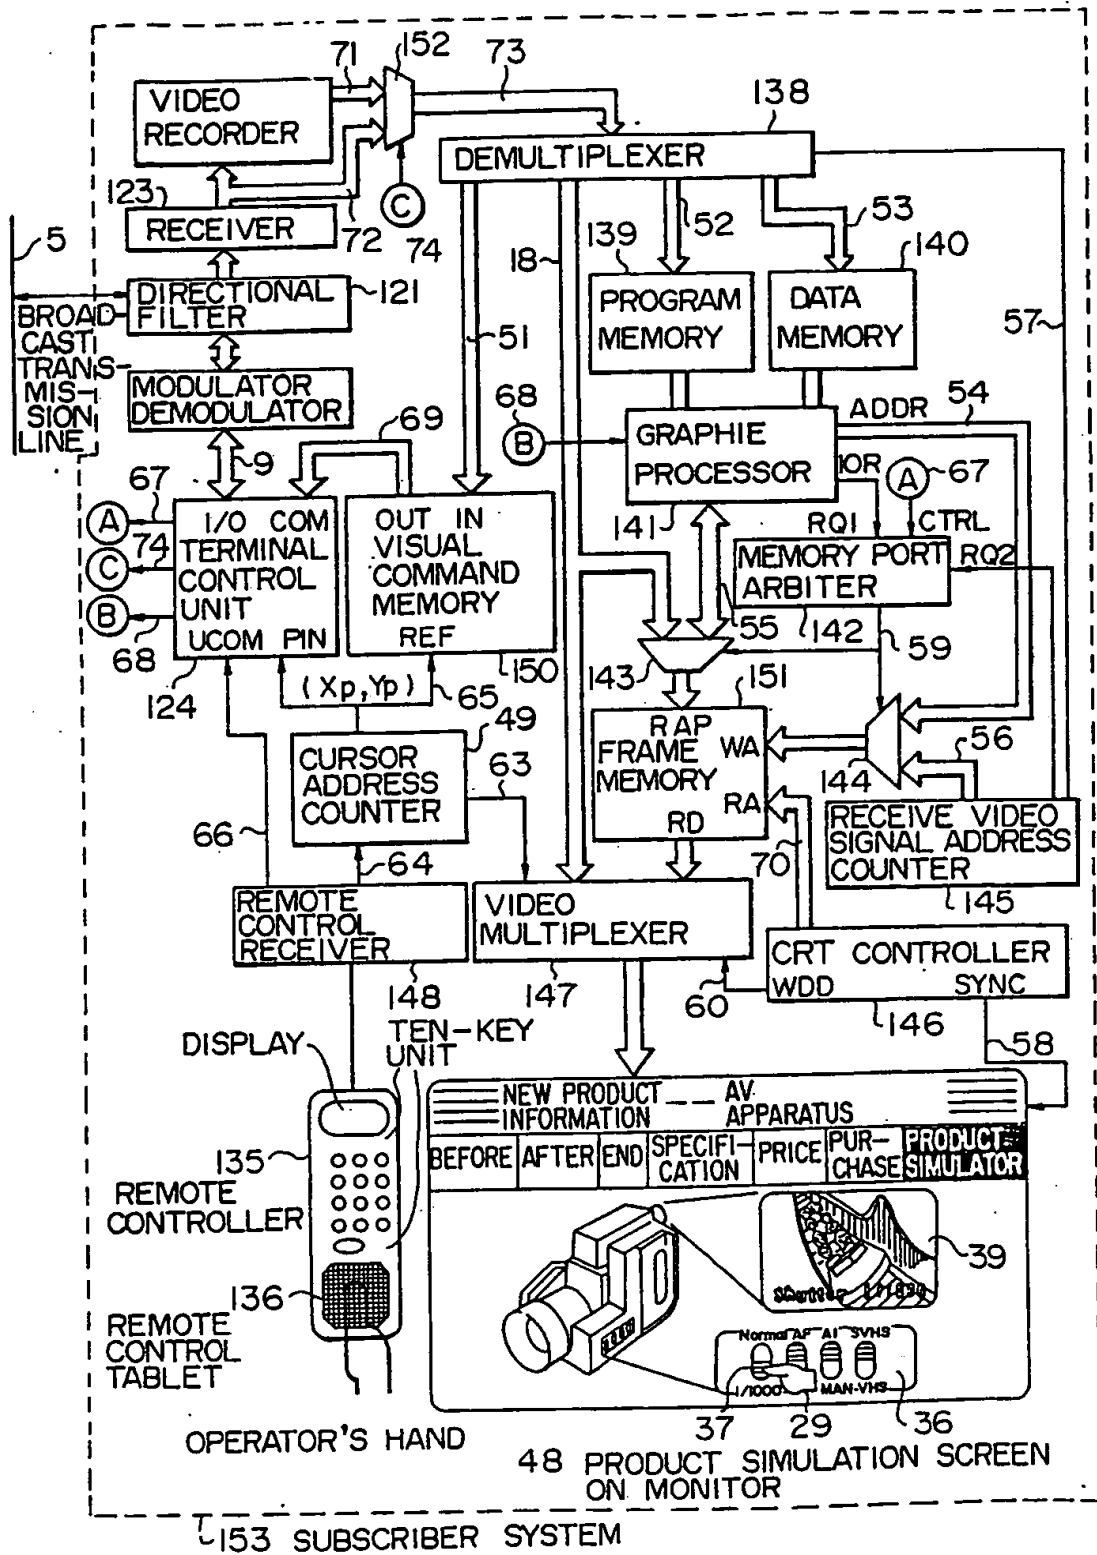 71
152
73
138
VIDEO
RECORDER
DEMULTIPLEXER
C
123
RECEIVER
72
74
18
52
53
139
140
5
DIRECTIONAL
FILTER
121
BROAD
CAST
TRANS-
MIS-
SION
LINE
51
PROGRAM
MEMORY
DATA
MEMORY
57
MODULATOR
DEMODULATOR
69
68
B
GRAPHIE
PROCESSOR
ADDR
54
IOR
A
67
9
67
A
74
C
B
68
I/O COM
TERMINAL
CONTROL
UNIT
UCOM PIN
124
OUT IN
VISUAL
COMMAND
MEMORY
REF
150
141
RQ1
CTRL
MEMORY PORT
ARBITER
RQ2
55
142
59
143
(Xp,Yp)
65
151
49
CURSOR
ADDRESS
COUNTER
63
RAP
FRAME
MEMORY
WA
RA
RD
144
56
66
64
70
RECEIVE VIDEO
SIGNAL ADDRESS
COUNTER
145
REMOTE
CONTROL
RECEIVER
148
VIDEO
MULTIPLEXER
147
60
CRT CONTROLLER
WDD
SYNC
146
58
DISPLAY
TEN-KEY
UNIT
NEW PRODUCT
INFORMATION
AV
APPARATUS
BEFORE
AFTER
END
SPECIFI-
CATION
PRICE
PUR-
CHASE
PRODUCT
SIMULATOR
135
REMOTE
CONTROLLER
39
Shutter
136
REMOTE
CONTROL
TABLET
Normal AF AI SVHS
1/1000
MAN-VHS
37
29
36
OPERATOR'S HAND
48 PRODUCT SIMULATION SCREEN
ON MONITOR
153 SUBSCRIBER SYSTEM